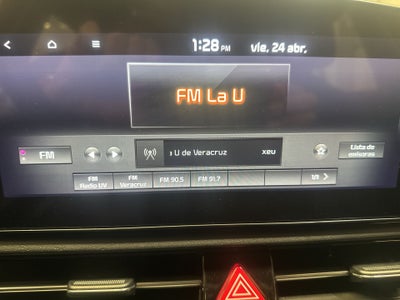 1:28 PM vie. 24 abr.
FM La U
FM
U de Veracruz xeu
Lista de
emisoras
FM
Radio UV
FM
Veracruz
FM 90.5
FM 91.7
1/1